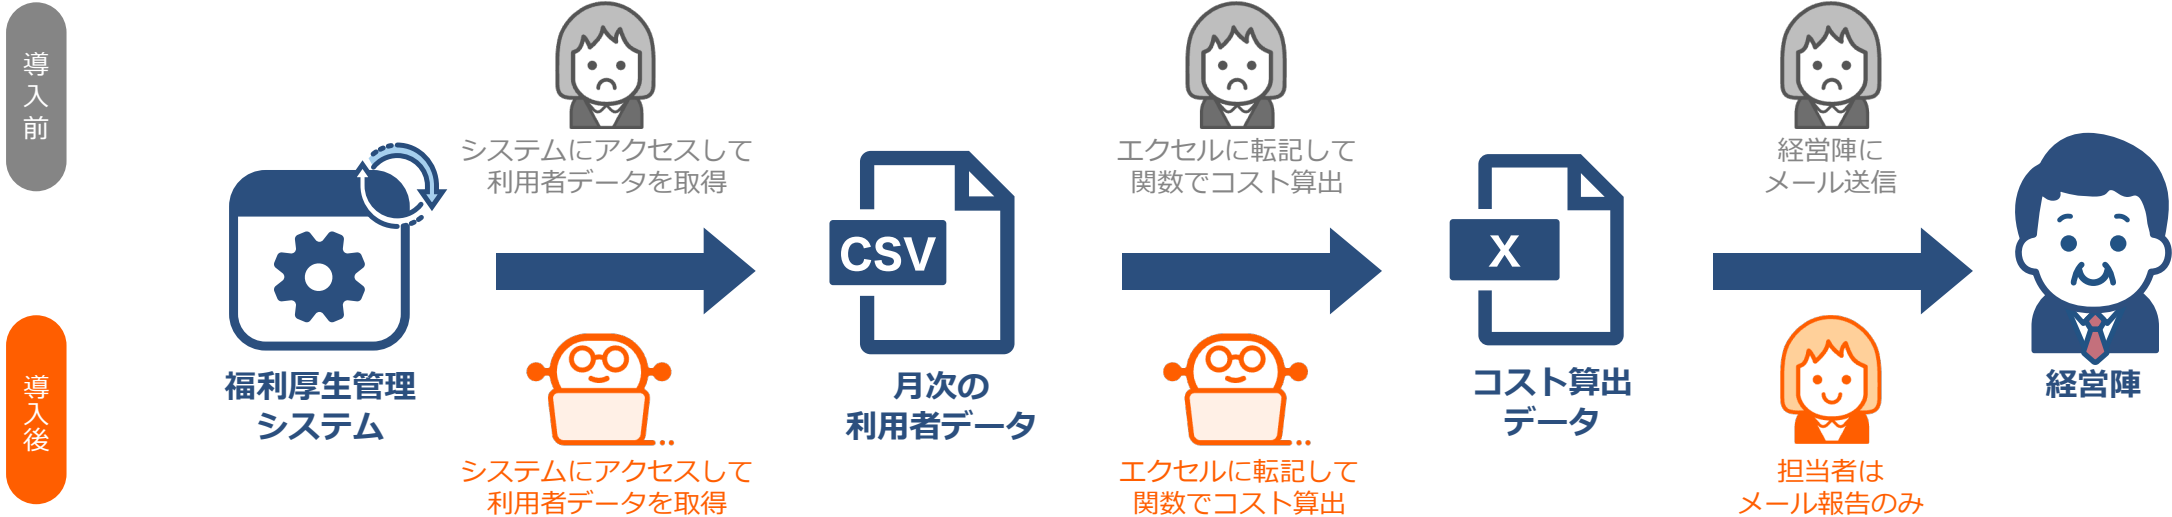 導入前
システムにアクセスして
利用者データを取得
エクセルに転記して
関数でコスト算出
経営陣に
メール送信
CSV
X
福利厚生管理
システム
月次の
利用者データ
コスト算出
データ
経営陣
導入後
システムにアクセスして
利用者データを取得
エクセルに転記して
関数でコスト算出
担当者は
メール報告のみ